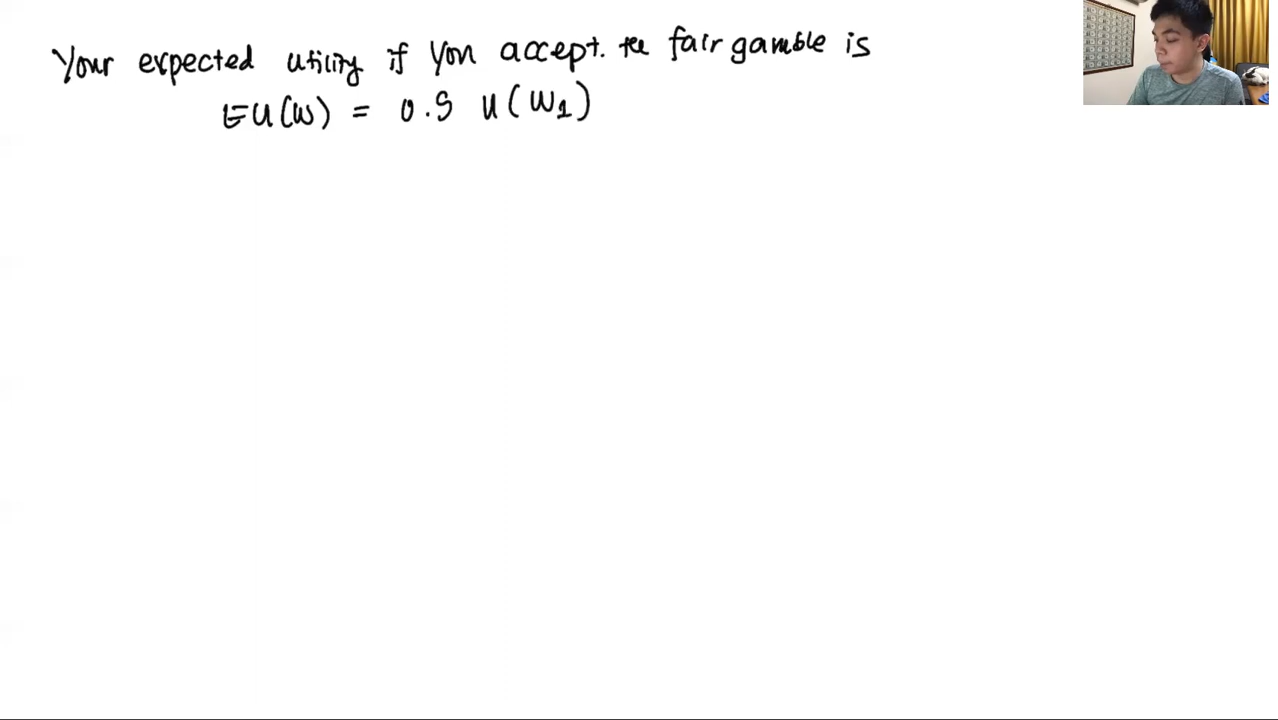 Your expected utility if you accept. the fair gamble is
EU(W) = 0.5 u(W1)